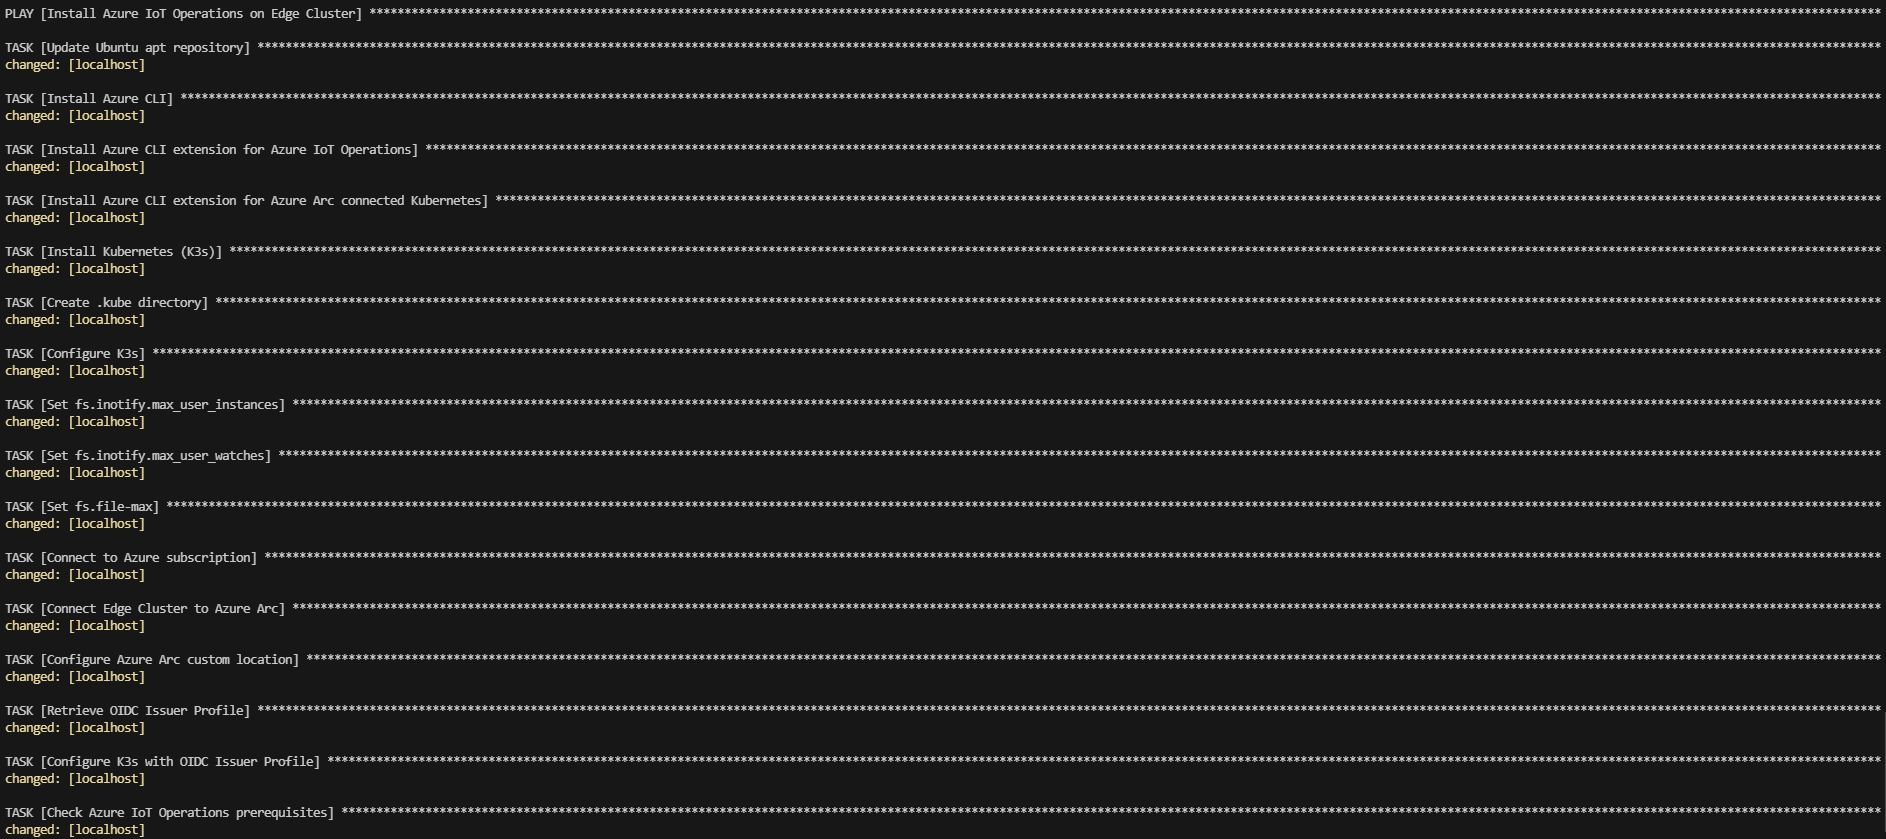 PLAY [Install Azure IoT Operations on Edge Cluster] ****************************************
TASK [Update Ubuntu apt repository] ****************************************
changed: [localhost]
TASK [Install Azure CLI] ****************************************
changed: [localhost]
TASK [Install Azure CLI extension for Azure IoT Operations] ****************************************
changed: [localhost]
TASK [Install Azure CLI extension for Azure Arc connected Kubernetes] ****************************************
changed: [localhost]
TASK [Install Kubernetes (K3s)] ****************************************
changed: [localhost]
TASK [Create .kube directory] ****************************************
changed: [localhost]
TASK [Configure K3s] ****************************************
changed: [localhost]
TASK [Set fs.inotify.max_user_instances] ****************************************
changed: [localhost]
TASK [Set fs.inotify.max_user_watches] ****************************************
changed: [localhost]
TASK [Set fs.file-max] ****************************************
changed: [localhost]
TASK [Connect to Azure subscription] ****************************************
changed: [localhost]
TASK [Connect Edge Cluster to Azure Arc] ****************************************
changed: [localhost]
TASK [Configure Azure Arc custom location] ****************************************
changed: [localhost]
TASK [Retrieve OIDC Issuer Profile] ****************************************
changed: [localhost]
TASK [Configure K3s with OIDC Issuer Profile] ****************************************
changed: [localhost]
TASK [Check Azure IoT Operations prerequisites] ****************************************
changed: [localhost]